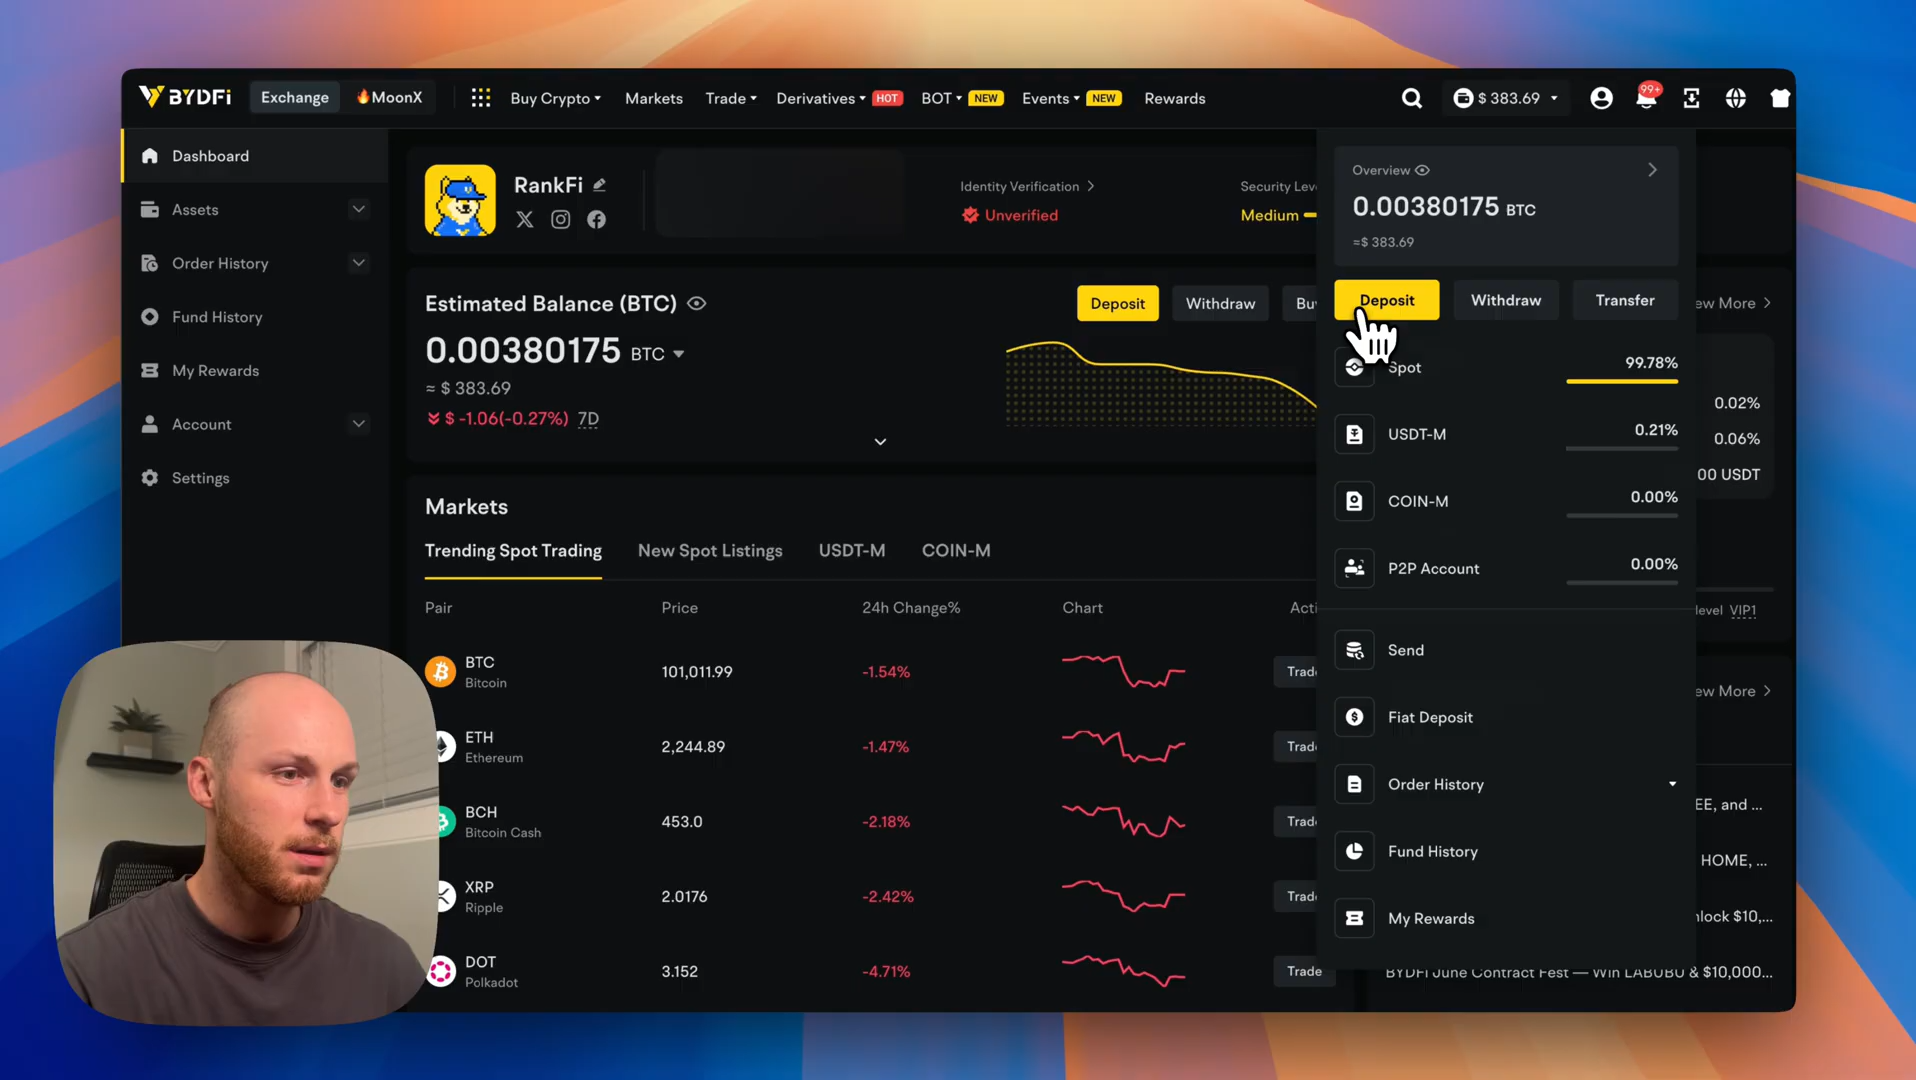 BYDFi Exchange MoonX Buy Crypto Markets Trade Derivatives HOT BOT NEW Events NEW Rewards $ 383.69 99+
Dashboard
Assets
Order History
Fund History
My Rewards
Account
Settings
RankFi
Identity Verification
Unverified
Security Leve
Medium
Estimated Balance (BTC)
Deposit Withdraw Bu
0.00380175 BTC
≈ $ 383.69
$ -1.06(-0.27%) 7D
Markets
Trending Spot Trading New Spot Listings USDT-M COIN-M
Pair Price 24h Change% Chart Acti
BTC
Bitcoin
101,011.99 -1.54% Trade
ETH
Ethereum
2,244.89 -1.47% Trade
BCH
Bitcoin Cash
453.0 -2.18% Trade
XRP
Ripple
2.0176 -2.42% Trade
DOT
Polkadot
3.152 -4.71% Trade
Overview
0.00380175 BTC
≈$ 383.69
Deposit Withdraw Transfer
Spot 99.78%
USDT-M 0.21%
COIN-M 0.00%
P2P Account 0.00%
Send
Fiat Deposit
Order History
Fund History
My Rewards
ew More
0.02%
0.06%
00 USDT
level VIP1
ew More
EE, and ...
HOME, ...
nlock $10,...
BYDFi June Contract Fest — Win LABUBU & $10,000...